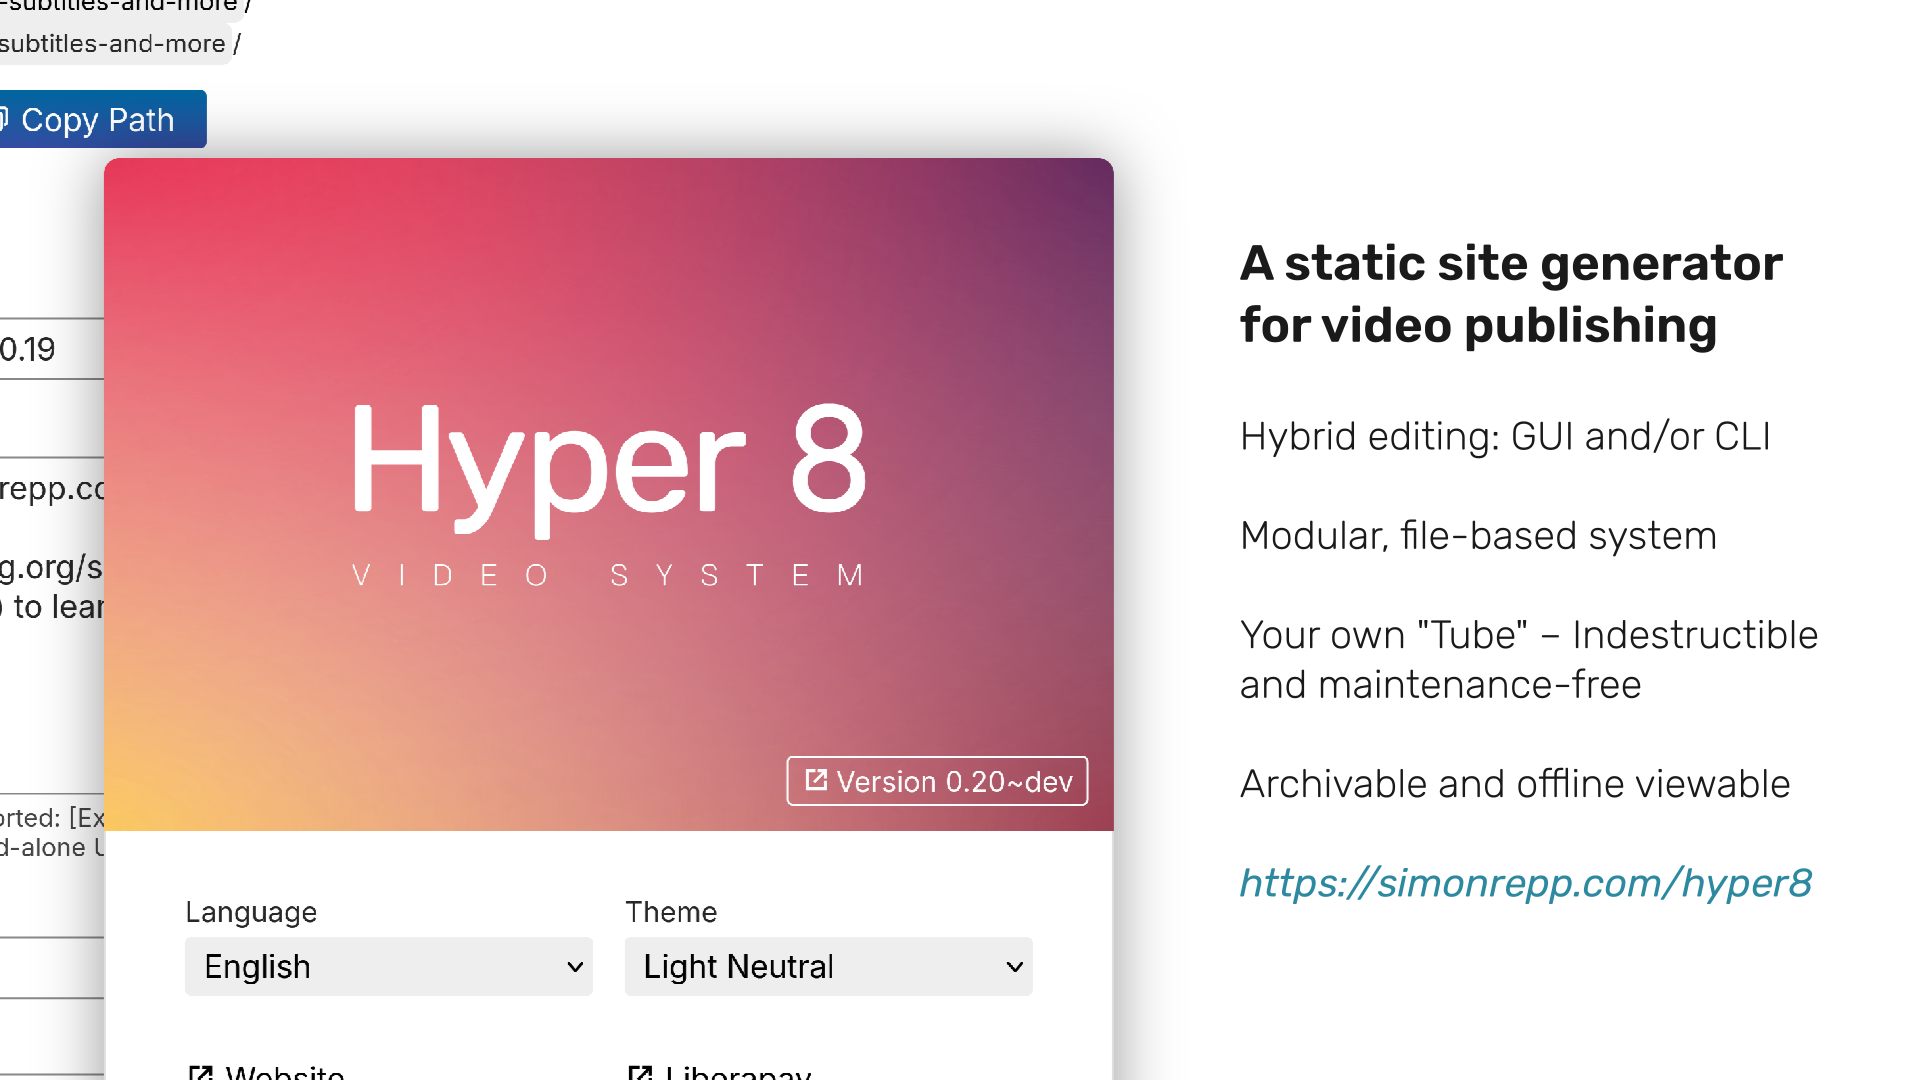 -subtitles-and-more /
subtitles-and-more /
Copy Path
0.19
repp.co
g.org/s
) to lear
orted: [Ex
d-alone U
Hyper 8
VIDEO SYSTEM
Version 0.20~dev
Language
Theme
English
Light Neutral
Website
Liberapay
A static site generator
for video publishing
Hybrid editing: GUI and/or CLI
Modular, file-based system
Your own "Tube" – Indestructible
and maintenance-free
Archivable and offline viewable
https://simonrepp.com/hyper8